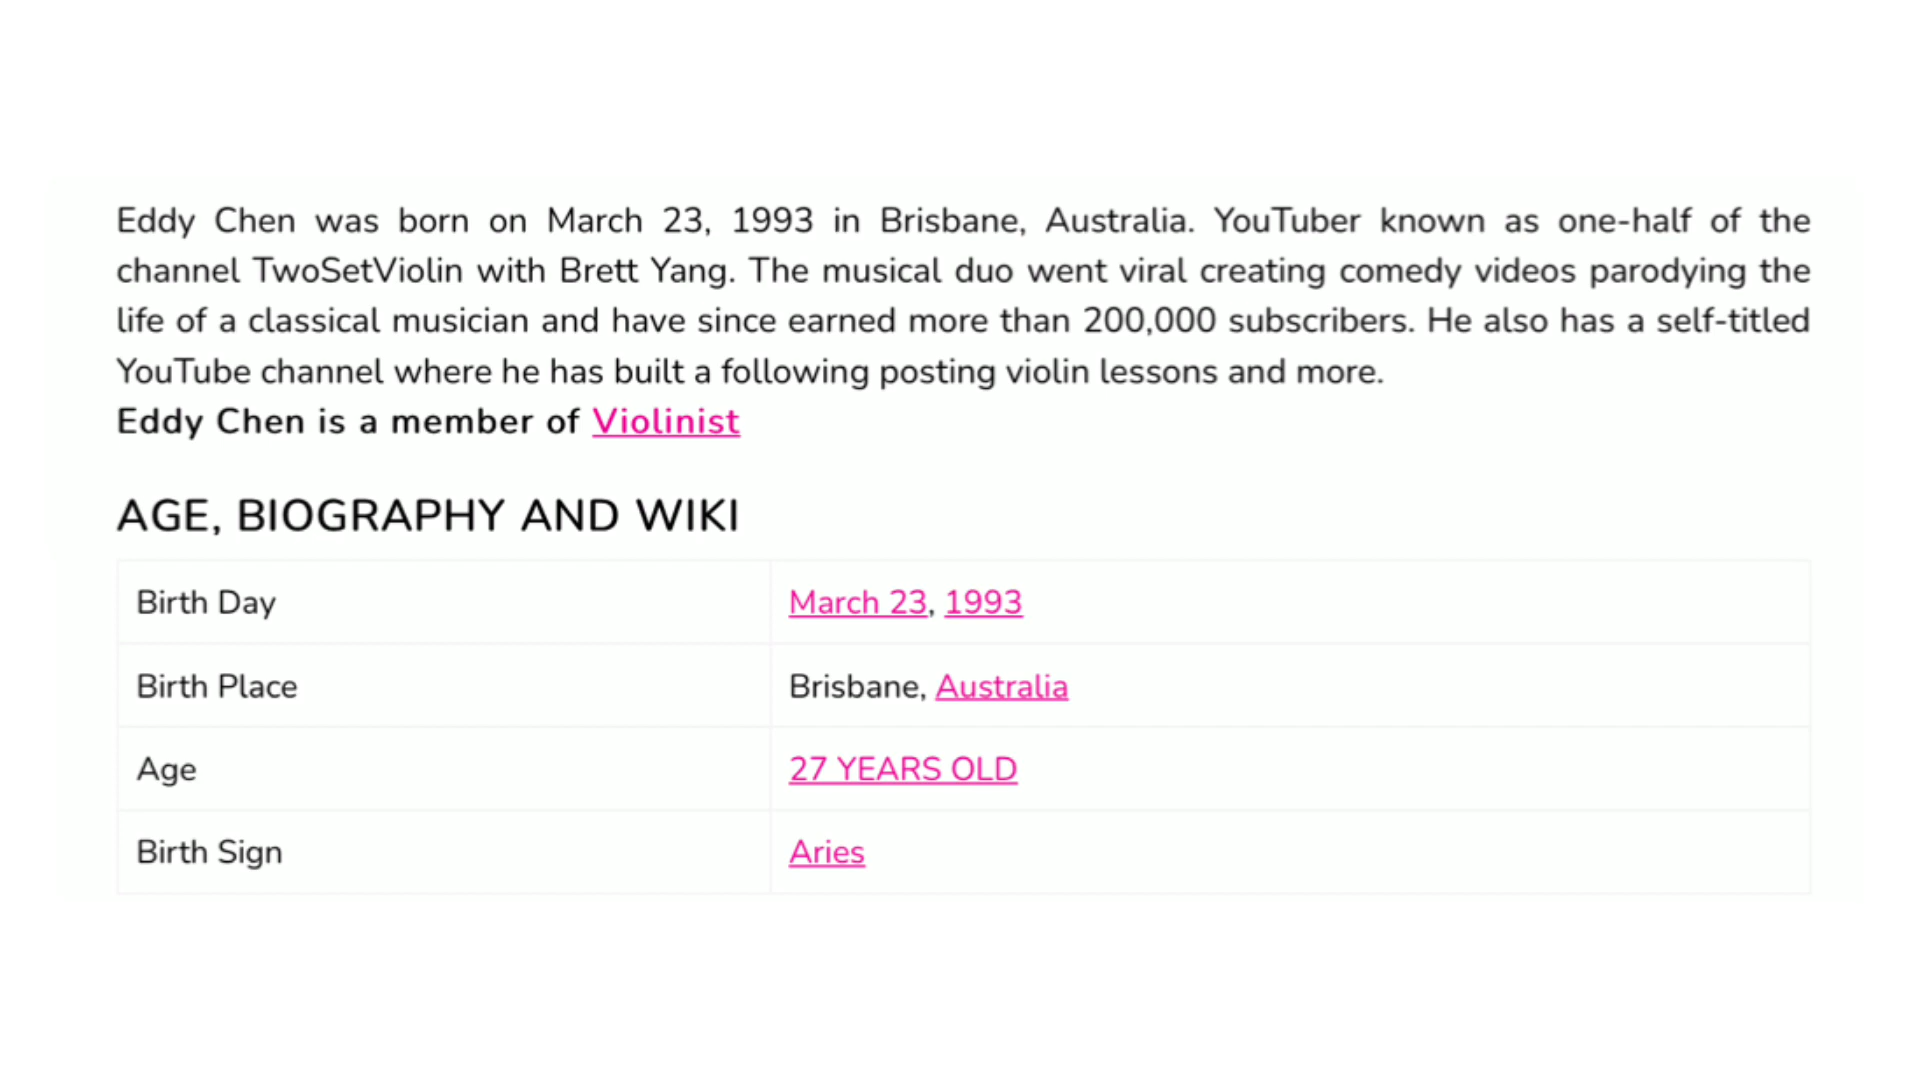 Eddy Chen was born on March 23, 1993 in Brisbane, Australia. YouTuber known as one-half of the
channel TwoSetViolin with Brett Yang. The musical duo went viral creating comedy videos parodying the
life of a classical musician and have since earned more than 200,000 subscribers. He also has a self-titled
YouTube channel where he has built a following posting violin lessons and more.
Eddy Chen is a member of Violinist
AGE, BIOGRAPHY AND WIKI
Birth Day March 23, 1993
Birth Place Brisbane, Australia
Age 27 YEARS OLD
Birth Sign Aries